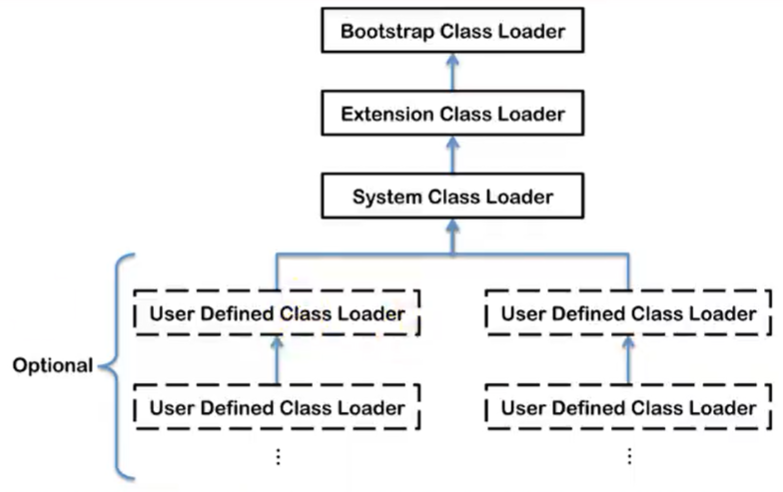 Bootstrap Class Loader
Extension Class Loader
System Class Loader
User Defined Class Loader
User Defined Class Loader
Optional
User Defined Class Loader
User Defined Class Loader